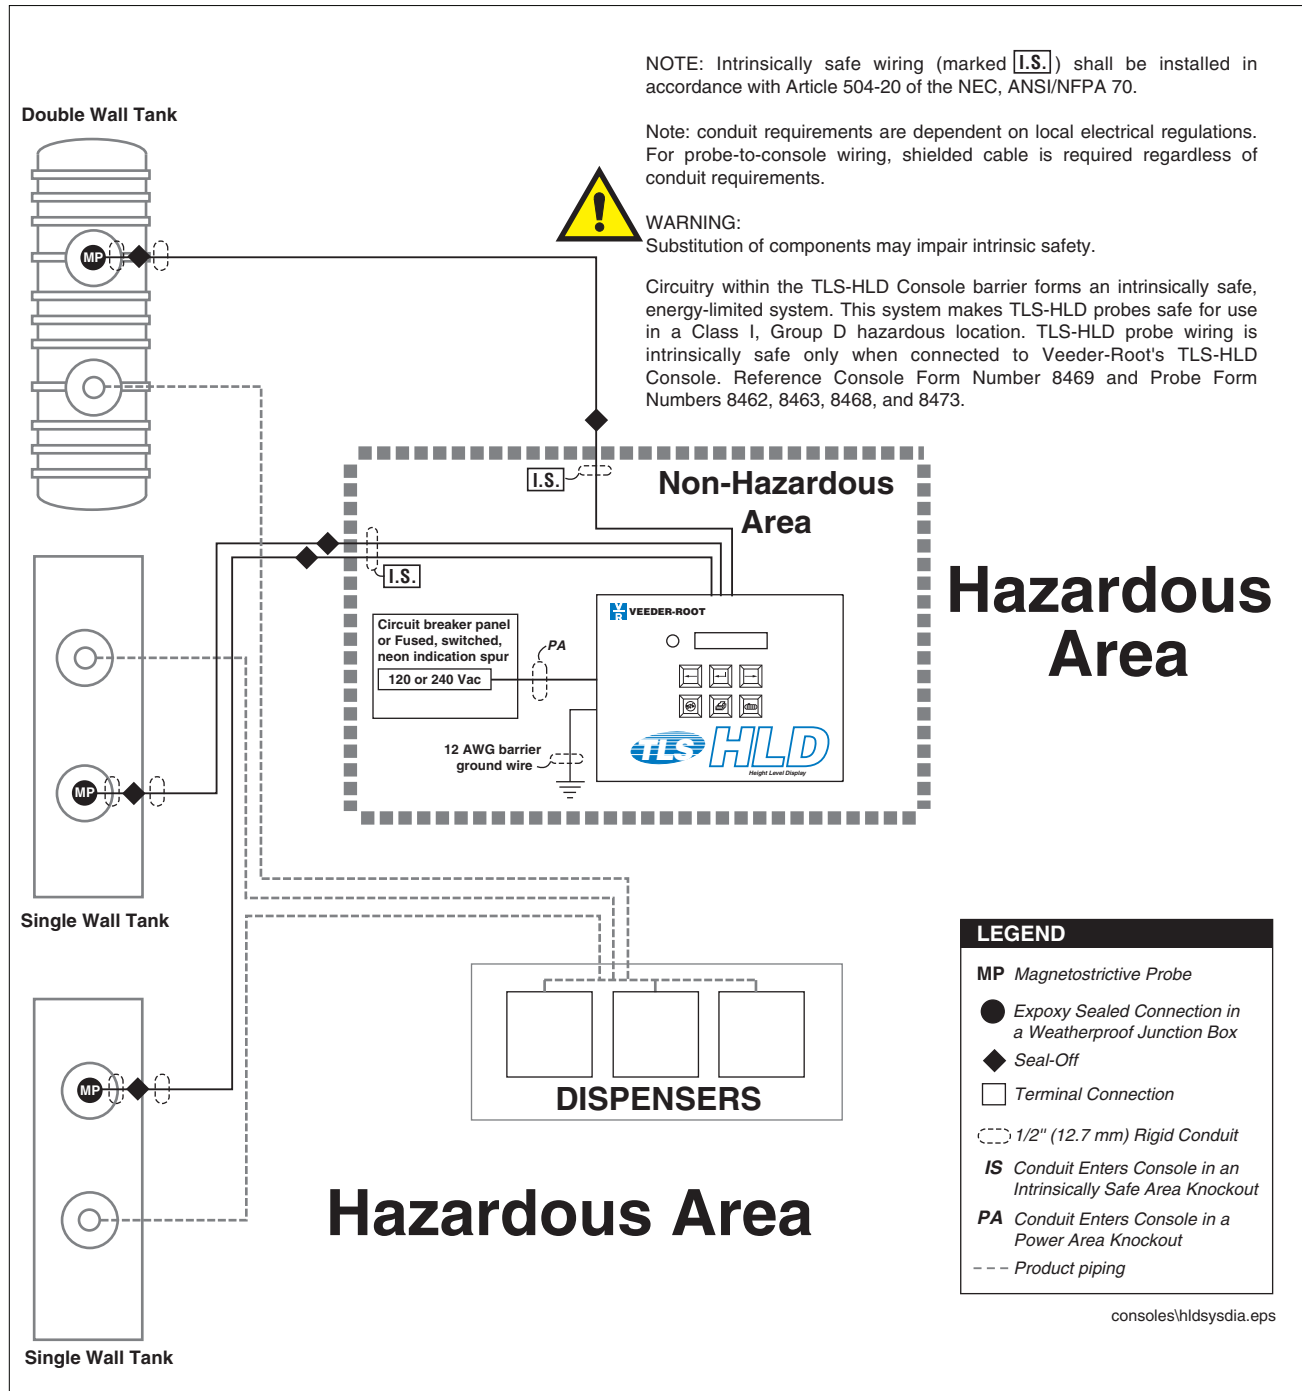 NOTE: Intrinsically safe wiring (marked I.S.) shall be installed in
accordance with Article 504-20 of the NEC, ANSI/NFPA 70.
Note: conduit requirements are dependent on local electrical regulations.
For probe-to-console wiring, shielded cable is required regardless of
conduit requirements.
WARNING:
Substitution of components may impair intrinsic safety.
Circuitry within the TLS-HLD Console barrier forms an intrinsically safe,
energy-limited system. This system makes TLS-HLD probes safe for use
in a Class I, Group D hazardous location. TLS-HLD probe wiring is
intrinsically safe only when connected to Veeder-Root's TLS-HLD
Console. Reference Console Form Number 8469 and Probe Form
Numbers 8462, 8463, 8468, and 8473.
Double Wall Tank
MP
I.S.
Non-Hazardous
Area
I.S.
Hazardous
Area
Circuit breaker panel
or Fused, switched,
neon indication spur
120 or 240 Vac
PA
VR VEEDER-ROOT
12 AWG barrier
ground wire
TLS HLD
Height Level Display
MP
Single Wall Tank
MP
Single Wall Tank
DISPENSERS
Hazardous Area
LEGEND
MP Magnetostrictive Probe
Expoxy Sealed Connection in
a Weatherproof Junction Box
Seal-Off
Terminal Connection
1/2" (12.7 mm) Rigid Conduit
IS Conduit Enters Console in an
Intrinsically Safe Area Knockout
PA Conduit Enters Console in a
Power Area Knockout
Product piping
consoles\hldsysdia.eps